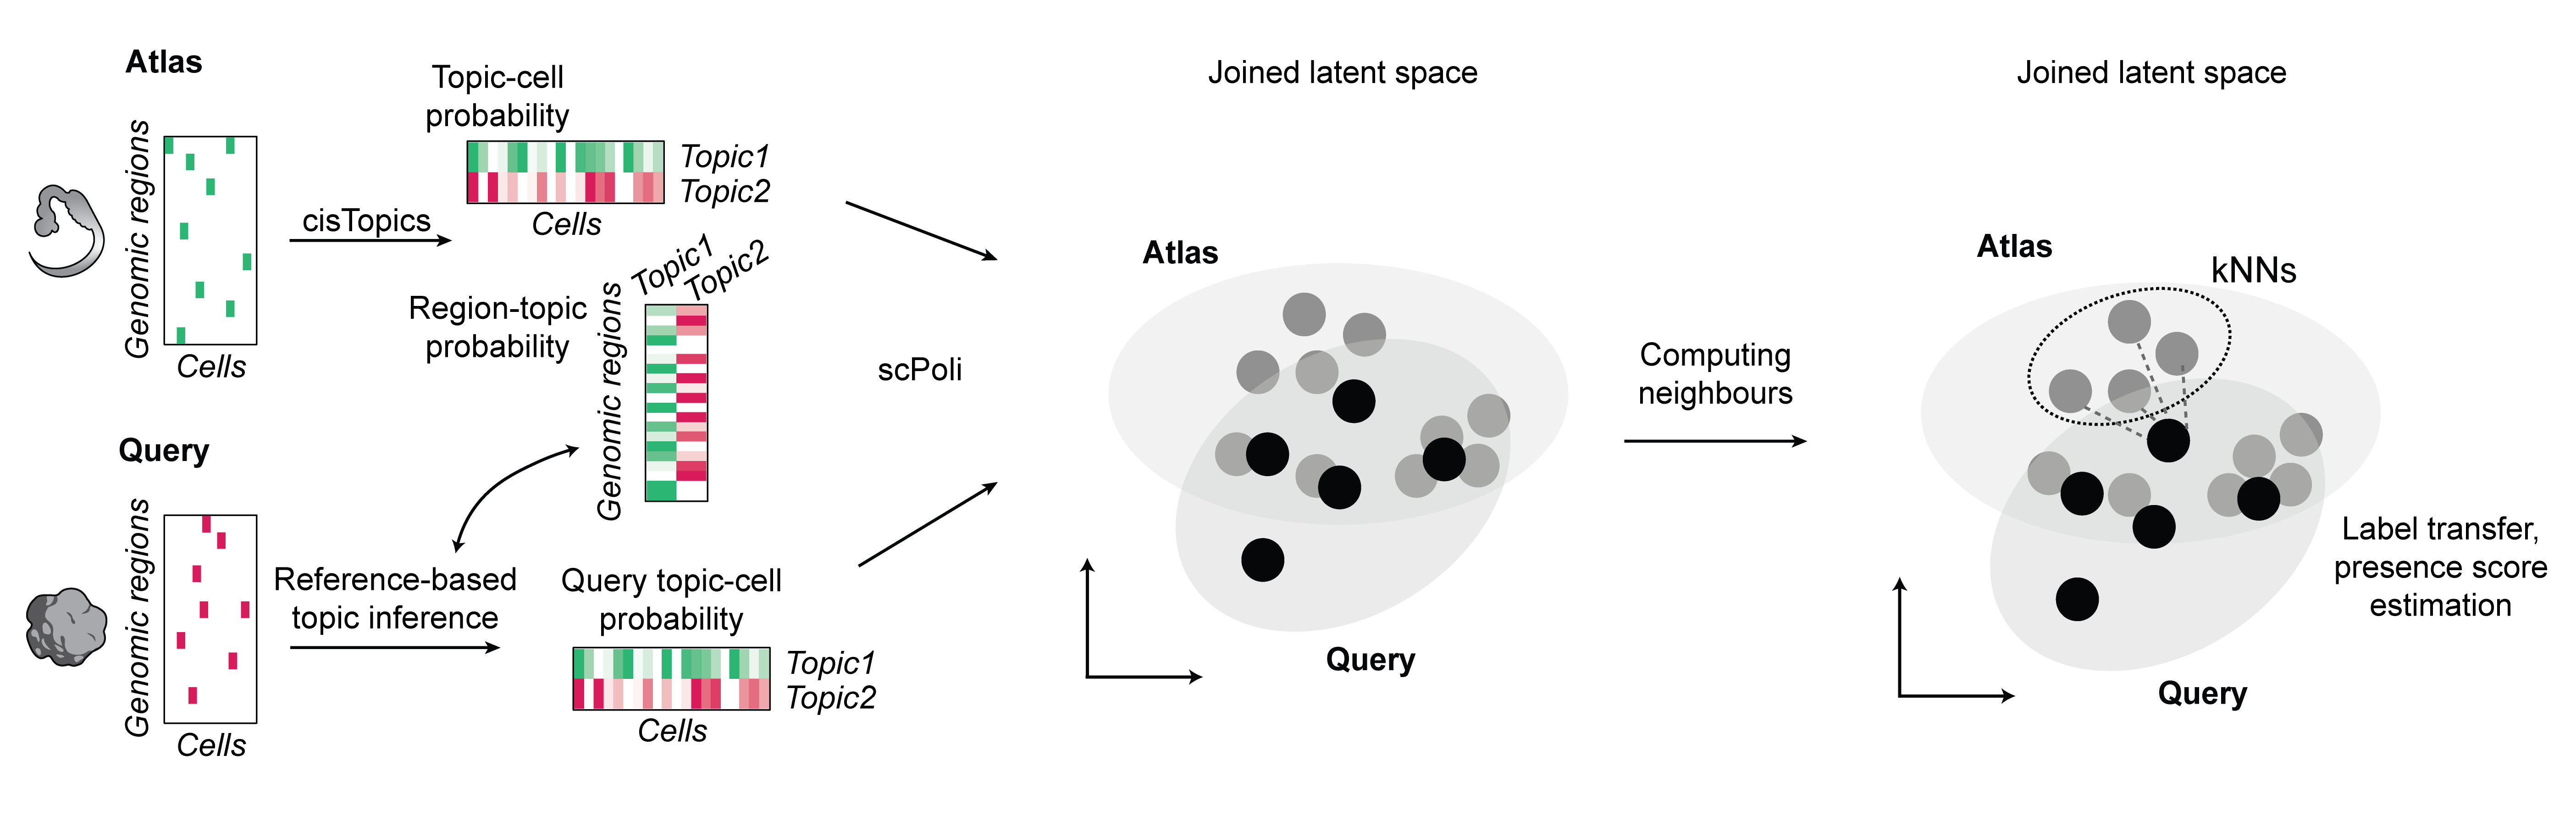 Atlas
Genomic regions
Cells
cisTopics
Topic-cell
probability
Topic1
Topic2
Cells
Region-topic
probability
Topic1
Topic2
Genomic regions
Query
Genomic regions
Cells
Reference-based
topic inference
Query topic-cell
probability
Topic1
Topic2
Cells
scPoli
Joined latent space
Atlas
Query
Computing
neighbours
Joined latent space
Atlas
kNNs
Label transfer,
presence score
estimation
Query